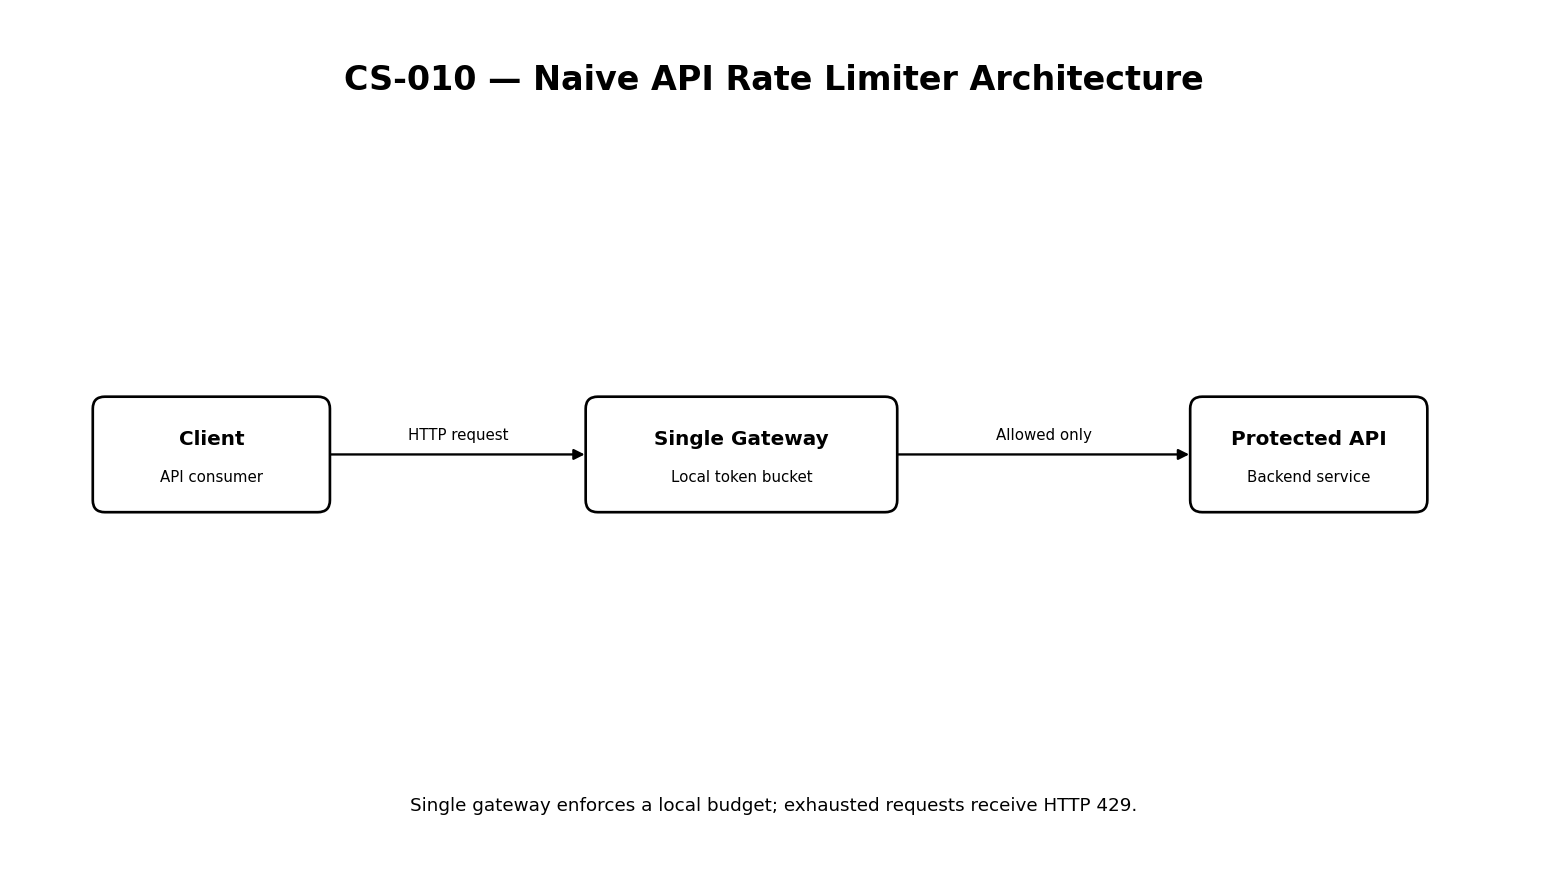 CS-010 — Naive API Rate Limiter Architecture
Client
API consumer
HTTP request
Single Gateway
Local token bucket
Allowed only
Protected API
Backend service
Single gateway enforces a local budget; exhausted requests receive HTTP 429.